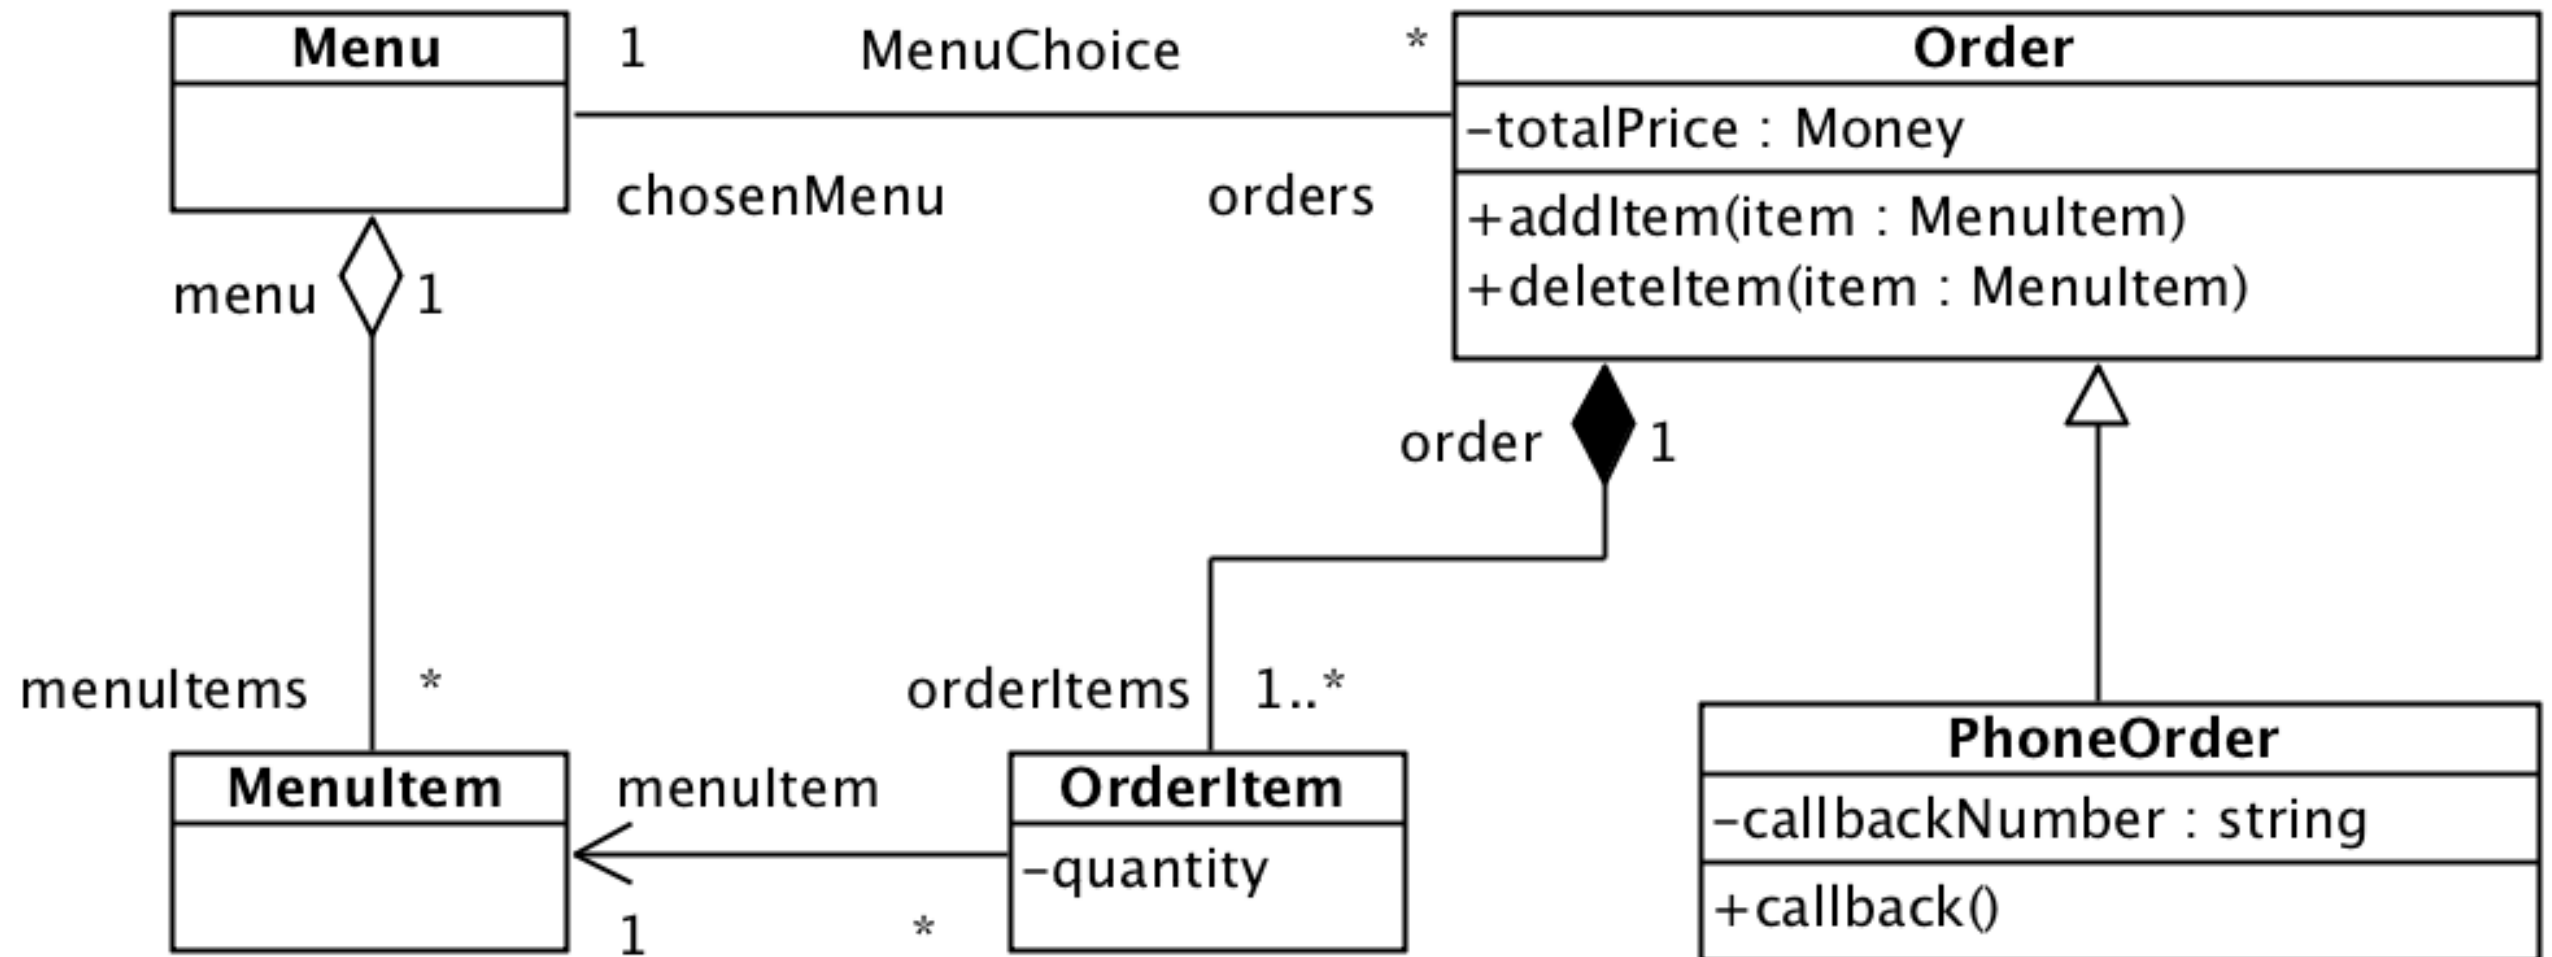 Menu
1
MenuChoice
*
Order
-totalPrice : Money
chosenMenu
orders
+addItem(item : MenuItem)
+deleteItem(item : MenuItem)
menu
1
order
1
menuItems
*
orderItems
1..*
PhoneOrder
MenuItem
menuItem
OrderItem
-callbackNumber : string
-quantity
+callback()
1
*